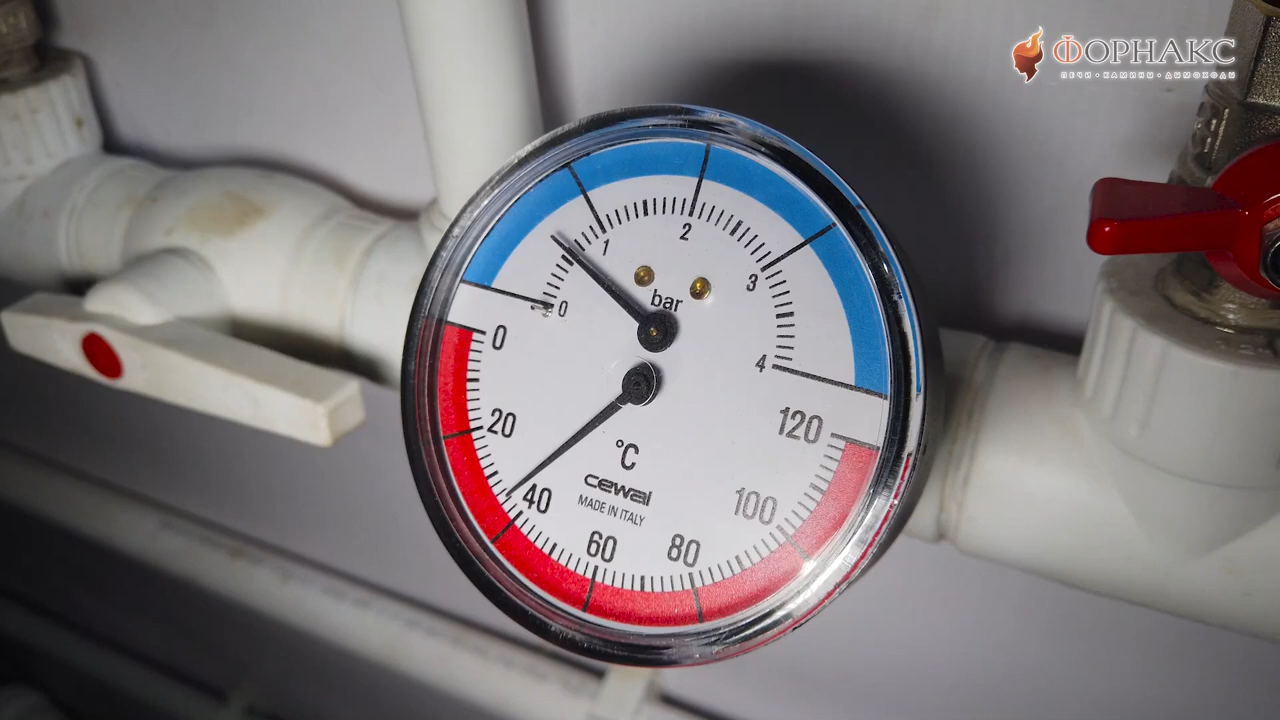 ФОРНАКС
ПЕЧИ • КАМИНЫ • ДЫМОХОДЫ
0 1 2 3 4
bar
0 20 40 60 80 100 120
°C
cewal
MADE IN ITALY